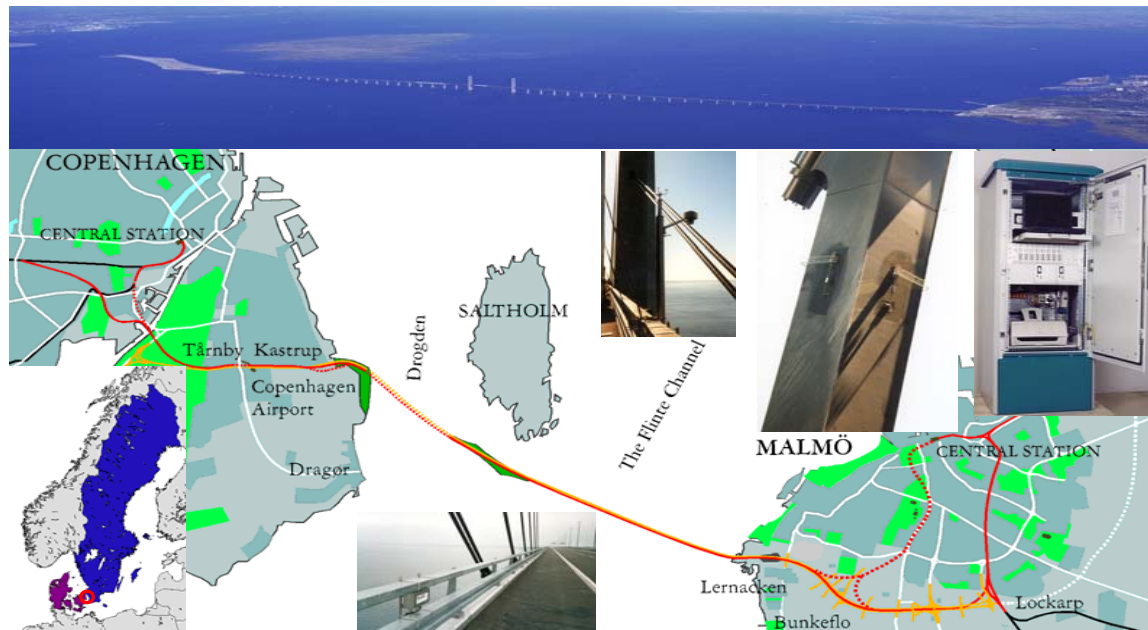 COPENHAGEN
CENTRAL STATION
SALTHOLM
Drogden
Tårnby Kastrup
Copenhagen
Airport
The Flinte Channel
Dragør
MALMÖ
CENTRAL STATION
Lernacken
Lockarp
Bunkeflo